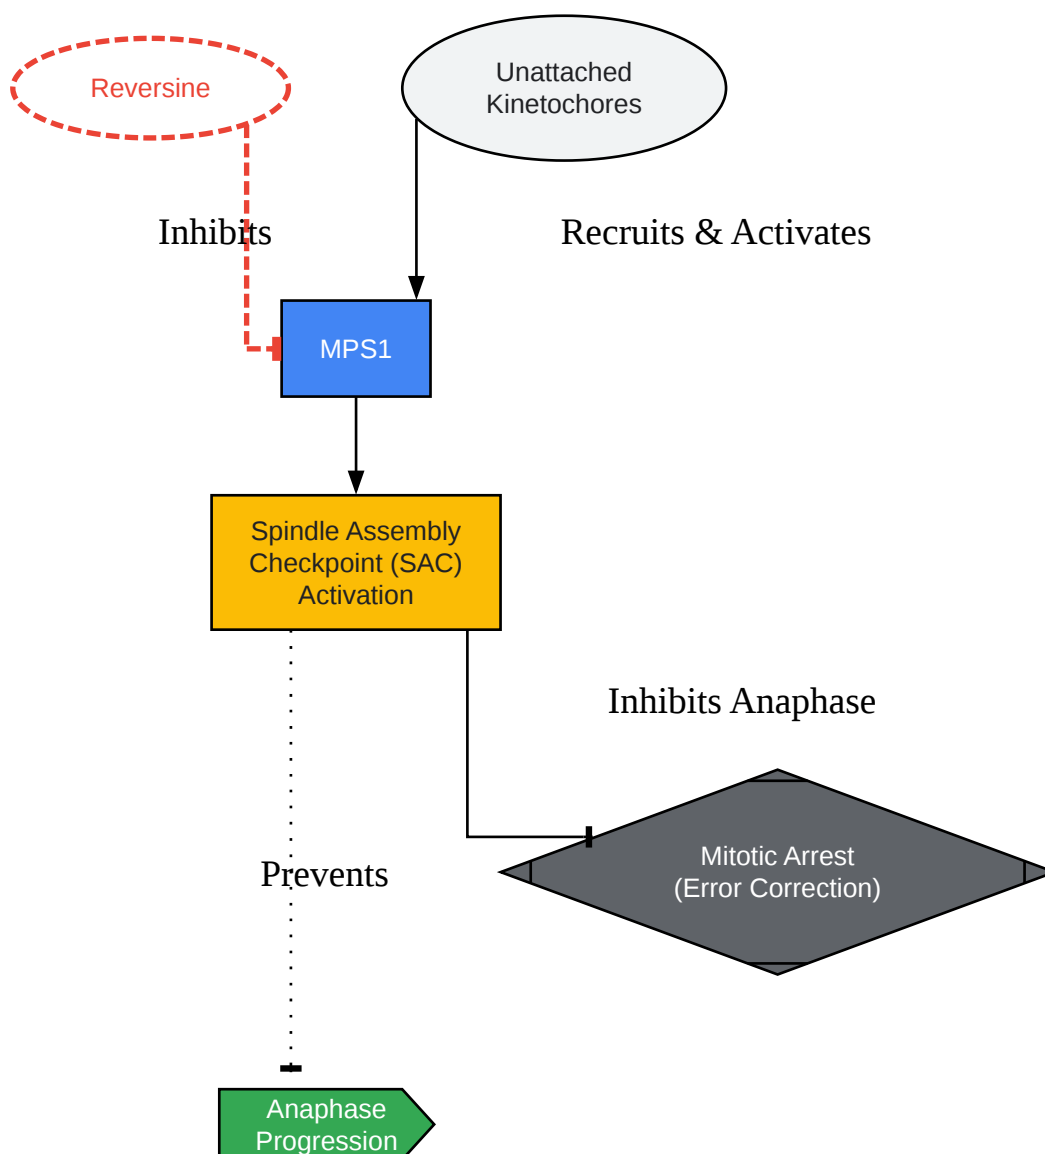 Reversine
Unattached
Kinetochores
Inhibits
Recruits & Activates
MPS1
Spindle Assembly
Checkpoint (SAC)
Activation
Inhibits Anaphase
Mitotic Arrest
(Error Correction)
Prevents
Anaphase
Progression